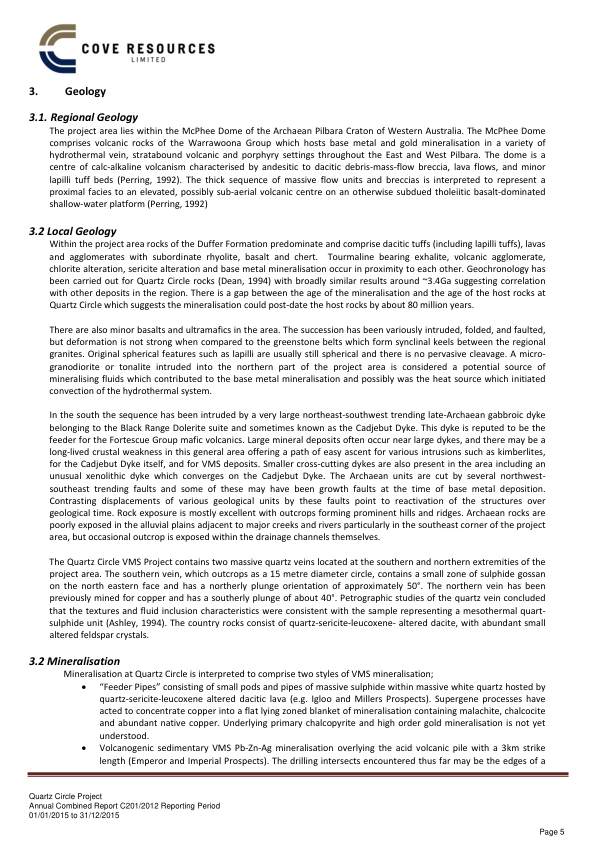 COVE RESOURCES
LIMITED
3. Geology
3.1. Regional Geology
The project area lies within the McPhee Dome of the Archaean Pilbara Craton of Western Australia. The McPhee Dome
comprises volcanic rocks of the Warrawoona Group which hosts base metal and gold mineralisation in a variety of
hydrothermal vein, stratabound volcanic and porphyry settings throughout the East and West Pilbara. The dome is a
centre of calc-alkaline volcanism characterised by andesitic to dacitic debris-mass-flow breccia, lava flows, and minor
lapilli tuff beds (Perring, 1992). The thick sequence of massive flow units and breccias is interpreted to represent a
proximal facies to an elevated, possibly sub-aerial volcanic centre on an otherwise subdued tholeiitic basalt-dominated
shallow-water platform (Perring, 1992)
3.2 Local Geology
Within the project area rocks of the Duffer Formation predominate and comprise dacitic tuffs (including lapilli tuffs), lavas
and agglomerates with subordinate rhyolite, basalt and chert. Tourmaline bearing exhalite, volcanic agglomerate,
chlorite alteration, sericite alteration and base metal mineralisation occur in proximity to each other. Geochronology has
been carried out for Quartz Circle rocks (Dean, 1994) with broadly similar results around ~3.4Ga suggesting correlation
with other deposits in the region. There is a gap between the age of the mineralisation and the age of the host rocks at
Quartz Circle which suggests the mineralisation could post-date the host rocks by about 80 million years.
There are also minor basalts and ultramafics in the area. The succession has been variously intruded, folded, and faulted,
but deformation is not strong when compared to the greenstone belts which form synclinal keels between the regional
granites. Original spherical features such as lapilli are usually still spherical and there is no pervasive cleavage. A micro-
granodiorite or tonalite intruded into the northern part of the project area is considered a potential source of
mineralising fluids which contributed to the base metal mineralisation and possibly was the heat source which initiated
convection of the hydrothermal system.
In the south the sequence has been intruded by a very large northeast-southwest trending late-Archaean gabbroic dyke
belonging to the Black Range Dolerite suite and sometimes known as the Cadjebut Dyke. This dyke is reputed to be the
feeder for the Fortescue Group mafic volcanics. Large mineral deposits often occur near large dykes, and there may be a
long-lived crustal weakness in this general area offering a path of easy ascent for various intrusions such as kimberlites,
for the Cadjebut Dyke itself, and for VMS deposits. Smaller cross-cutting dykes are also present in the area including an
unusual xenolithic dyke which converges on the Cadjebut Dyke. The Archaean units are cut by several northwest-
southeast trending faults and some of these may have been growth faults at the time of base metal deposition.
Contrasting displacements of various geological units by these faults point to reactivation of the structures over
geological time. Rock exposure is mostly excellent with outcrops forming prominent hills and ridges. Archaean rocks are
poorly exposed in the alluvial plains adjacent to major creeks and rivers particularly in the southeast corner of the project
area, but occasional outcrop is exposed within the drainage channels themselves.
The Quartz Circle VMS Project contains two massive quartz veins located at the southern and northern extremities of the
project area. The southern vein, which outcrops as a 15 metre diameter circle, contains a small zone of sulphide gossan
on the north eastern face and has a northerly plunge orientation of approximately 50°. The northern vein has been
previously mined for copper and has a southerly plunge of about 40°. Petrographic studies of the quartz vein concluded
that the textures and fluid inclusion characteristics were consistent with the sample representing a mesothermal quart-
sulphide unit (Ashley, 1994). The country rocks consist of quartz-sericite-leucoxene- altered dacite, with abundant small
altered feldspar crystals.
3.2 Mineralisation
Mineralisation at Quartz Circle is interpreted to comprise two styles of VMS mineralisation;
• “Feeder Pipes” consisting of small pods and pipes of massive sulphide within massive white quartz hosted by
quartz-sericite-leucoxene altered dacitic lava (e.g. Igloo and Millers Prospects). Supergene processes have
acted to concentrate copper into a flat lying zoned blanket of mineralisation containing malachite, chalcocite
and abundant native copper. Underlying primary chalcopyrite and high order gold mineralisation is not yet
understood.
• Volcanogenic sedimentary VMS Pb-Zn-Ag mineralisation overlying the acid volcanic pile with a 3km strike
length (Emperor and Imperial Prospects). The drilling intersects encountered thus far may be the edges of a
Quartz Circle Project
Annual Combined Report C201/2012 Reporting Period
01/01/2015 to 31/12/2015
Page 5